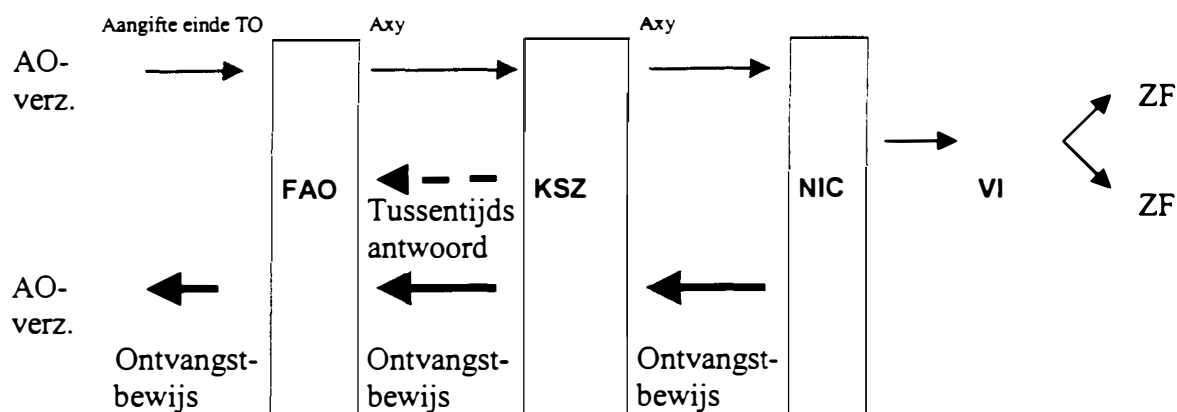 Aangifte einde TO
Axy
Axy
AO-
verz.
ZF
FAO
KSZ
NIC
VI
ZF
Tussentijds
antwoord
AO-
verz.
Ontvangst-
bewijs
Ontvangst-
bewijs
Ontvangst-
bewijs